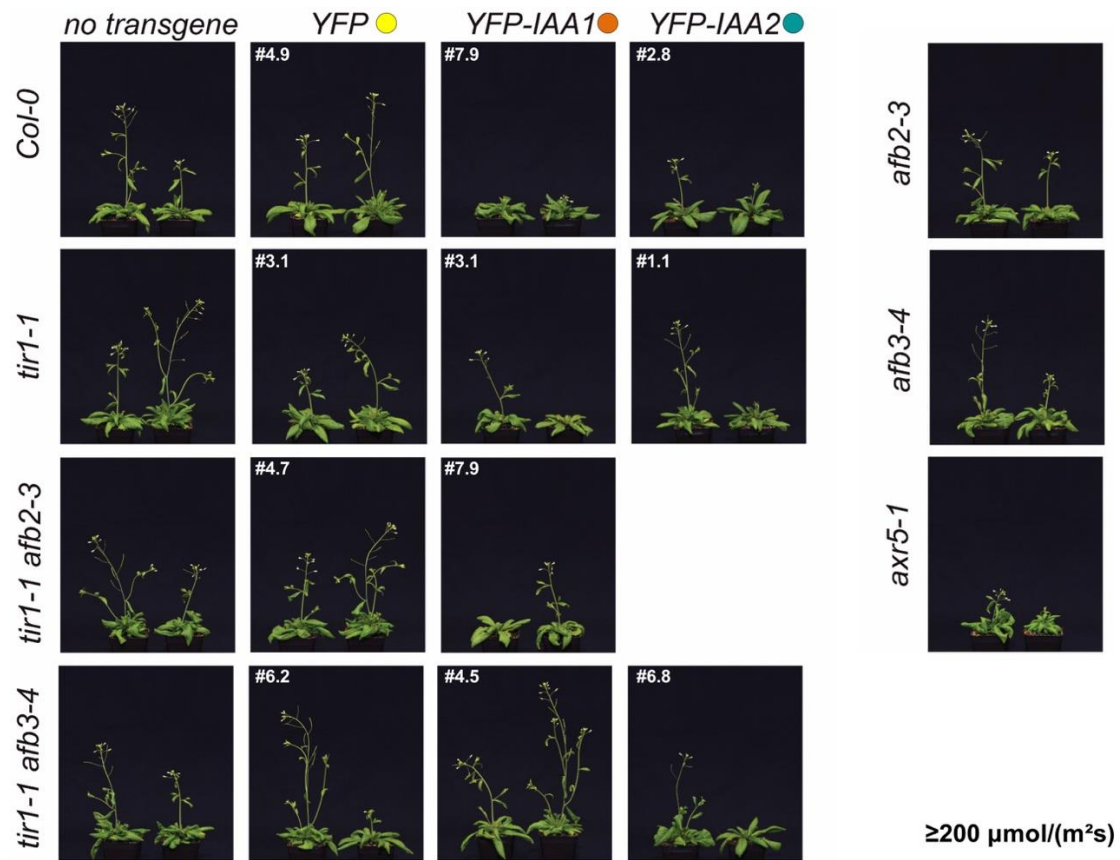 no transgene YFP YFP-IAA1 YFP-IAA2
Col-0 #4.9 #7.9 #2.8 afb2-3
tir1-1 #3.1 #3.1 #1.1 afb3-4
tir1-1 afb2-3 #4.7 #7.9 axr5-1
tir1-1 afb3-4 #6.2 #4.5 #6.8
≥200 µmol/(m²s)